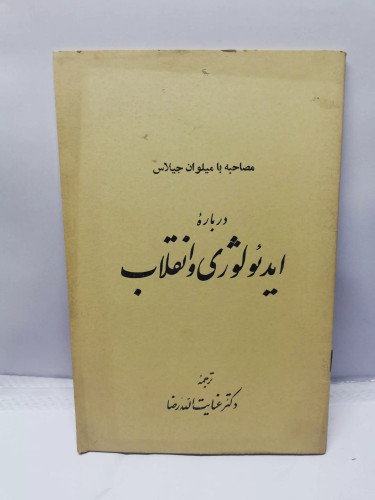 مصاحبه با میلوان جیلاس
دربارهٔ
ایدئولوژی و انقلاب
ترجمهٔ
دکتر عنایت الله رضا